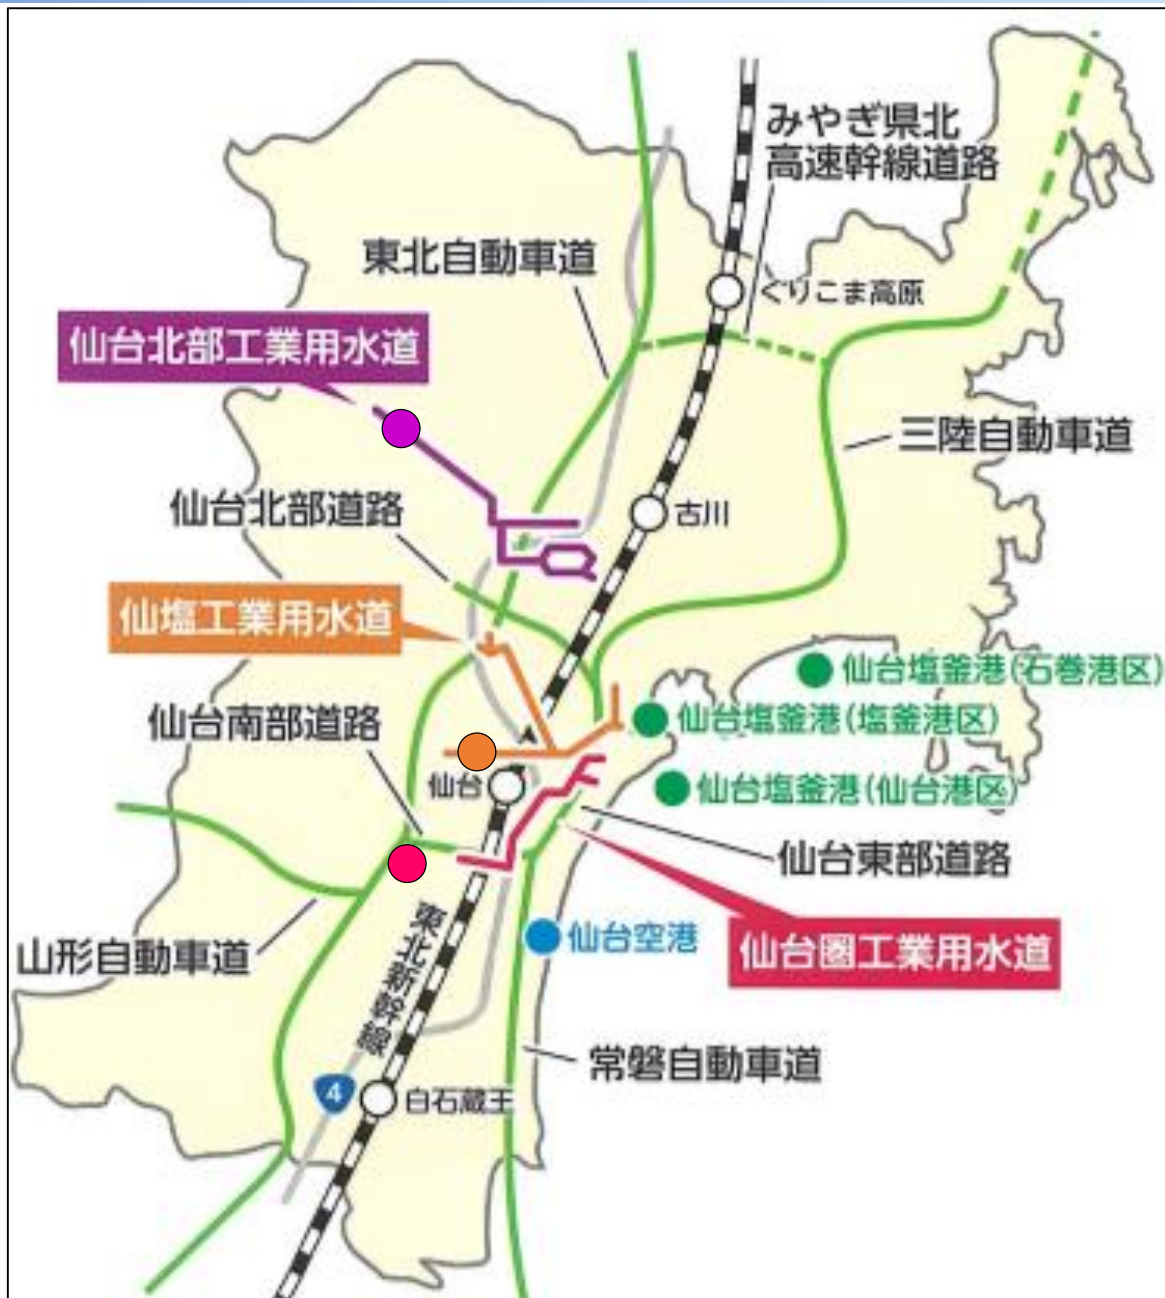 みやぎ県北
高速幹線道路
東北自動車道
くりこま高原
仙台北部工業用水道
三陸自動車道
仙台北部道路
古川
仙塩工業用水道
仙台塩釜港(石巻港区)
仙台南部道路
仙台塩釜港(塩釜港区)
仙台
仙台塩釜港(仙台港区)
仙台東部道路
東北新幹線
仙台空港
仙台圏工業用水道
山形自動車道
常磐自動車道
4
白石蔵王